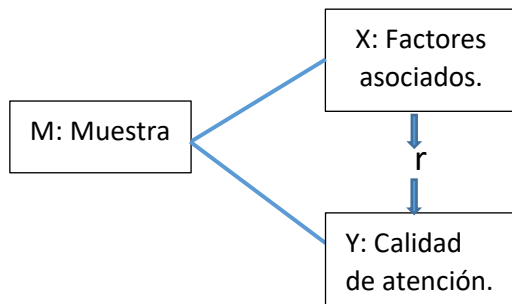 X: Factores
asociados.
M: Muestra
r
Y: Calidad
de atención.